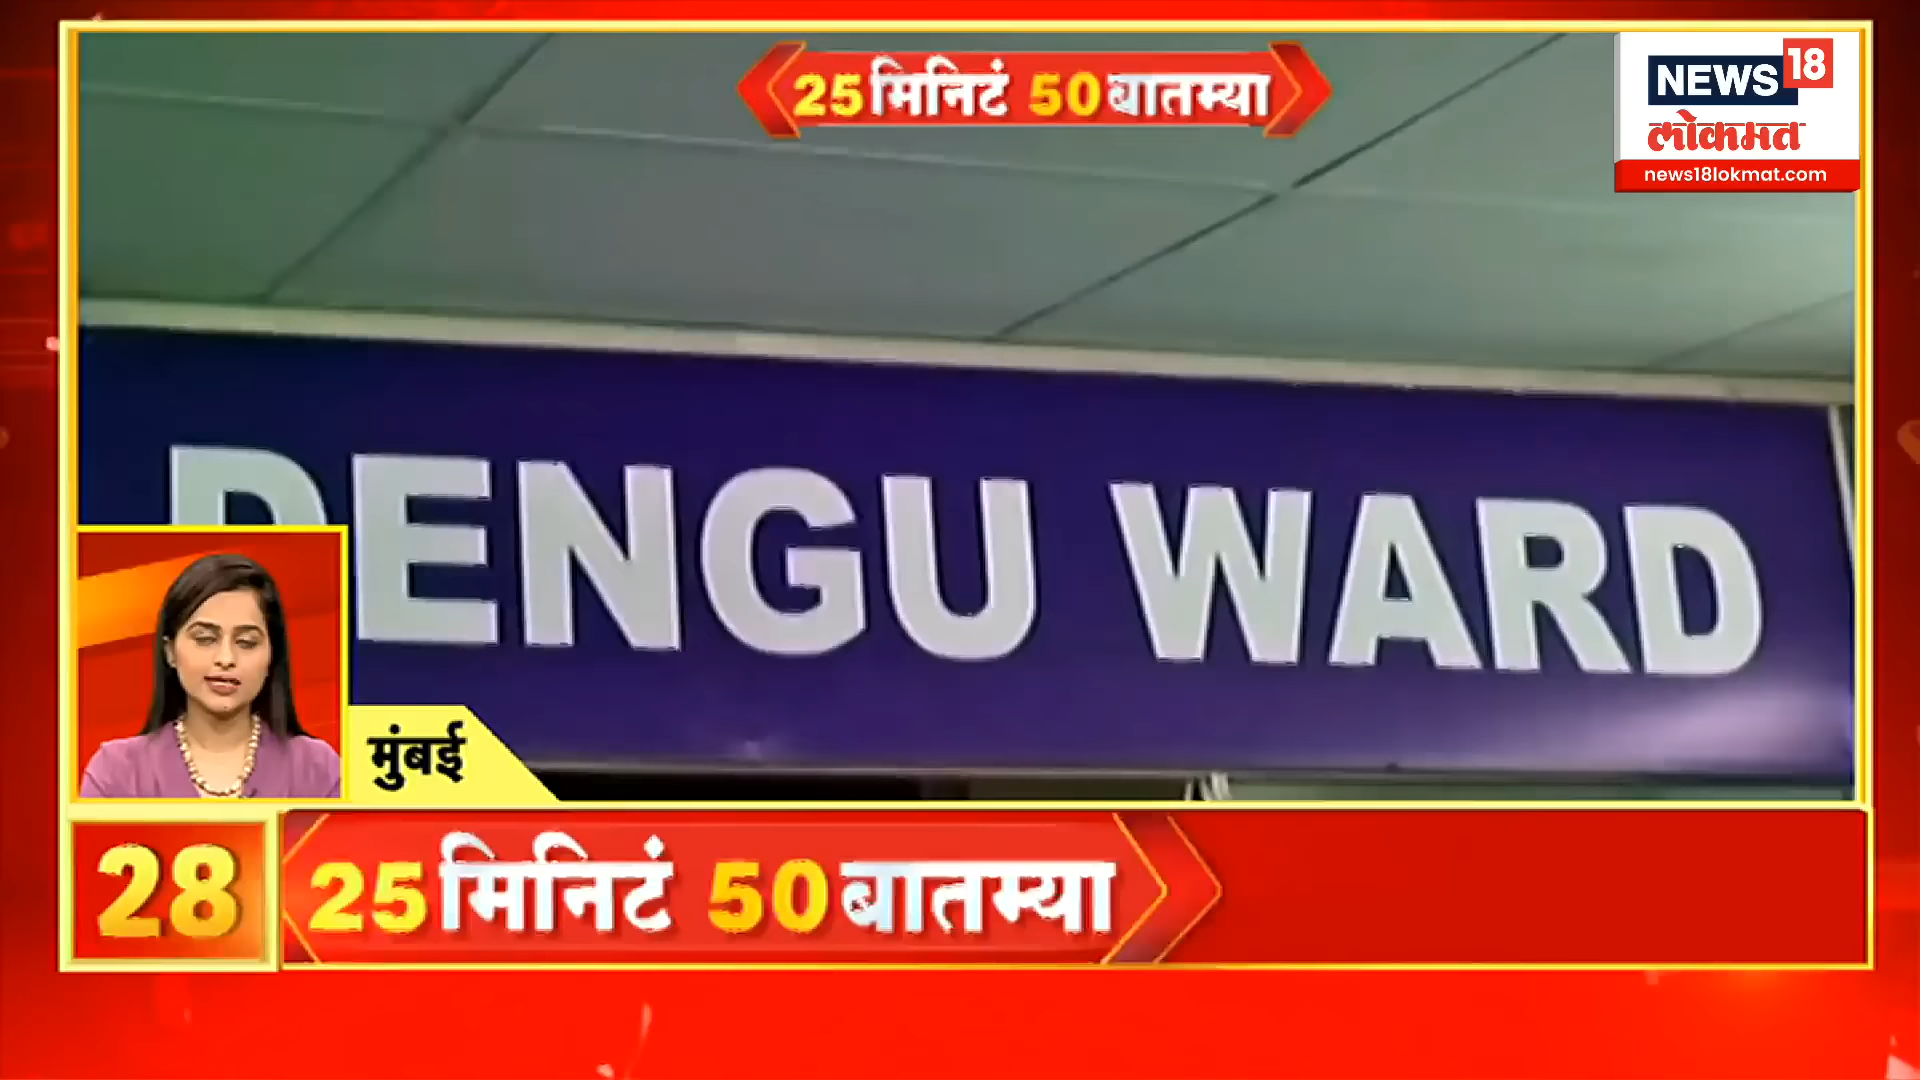 25 मिनिटं 50 बातम्या
NEWS 18
लोकमत
news18lokmat.com
DENGU WARD
मुंबई
28
25 मिनिटं 50 बातम्या